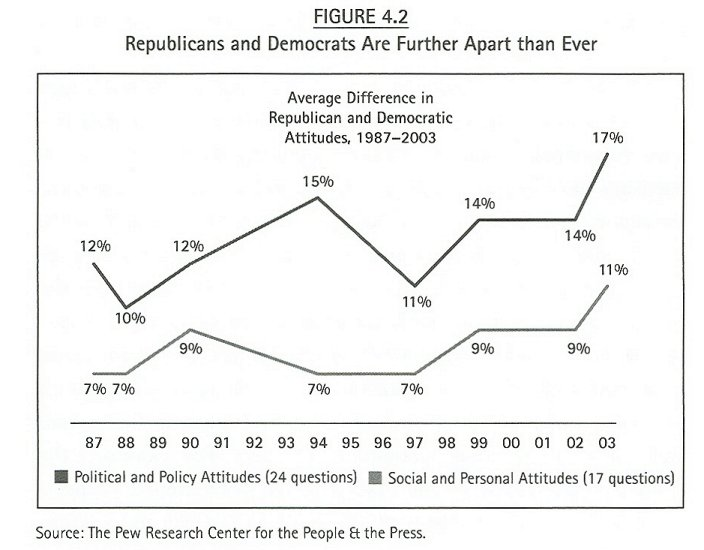 FIGURE 4.2
Republicans and Democrats Are Further Apart than Ever
Average Difference in
Republican and Democratic
Attitudes, 1987–2003
17%
15%
14%
12%
12%
14%
11%
11%
10%
9%
9%
9%
7%
7%
7%
7%
87 88 89 90 91 92 93 94 95 96 97 98 99 00 01 02 03
Political and Policy Attitudes (24 questions)
Social and Personal Attitudes (17 questions)
Source: The Pew Research Center for the People & the Press.